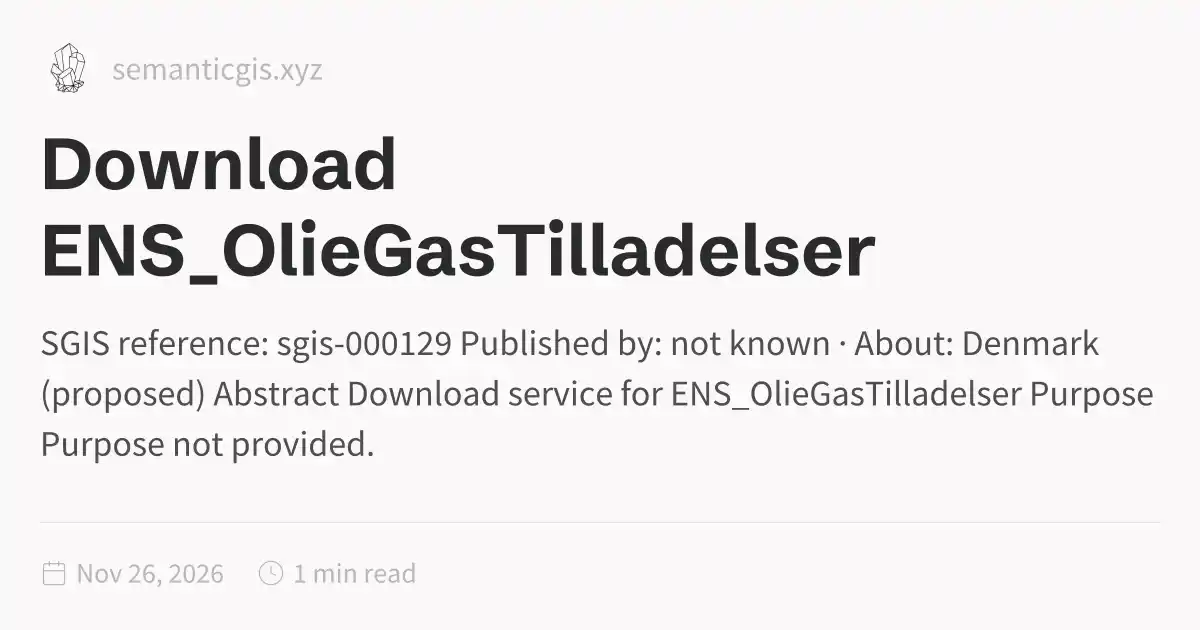 semanticgis.xyz
Download
ENS_OlieGasTilladelser
SGIS reference: sgis-000129 Published by: not known · About: Denmark
(proposed) Abstract Download service for ENS_OlieGasTilladelser Purpose
Purpose not provided.
Nov 26, 2026
1 min read